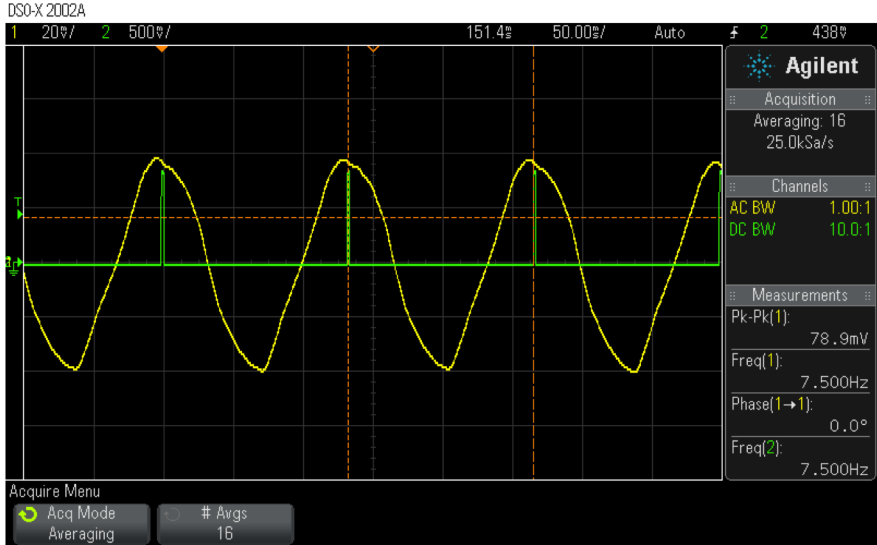 DSO-X 2002A
1 20mV/ 2 500mV/ 151.4ms 50.00ms/ Auto 2 438mV
Agilent
Acquisition
Averaging: 16
25.0kSa/s
Channels
AC BW 1.00:1
DC BW 10.0:1
Measurements
Pk-Pk(1):
78.9mV
Freq(1):
7.500Hz
Phase(1→1):
0.0°
Freq(2):
7.500Hz
T
Acquire Menu
Acq Mode
Averaging
# Avgs
16